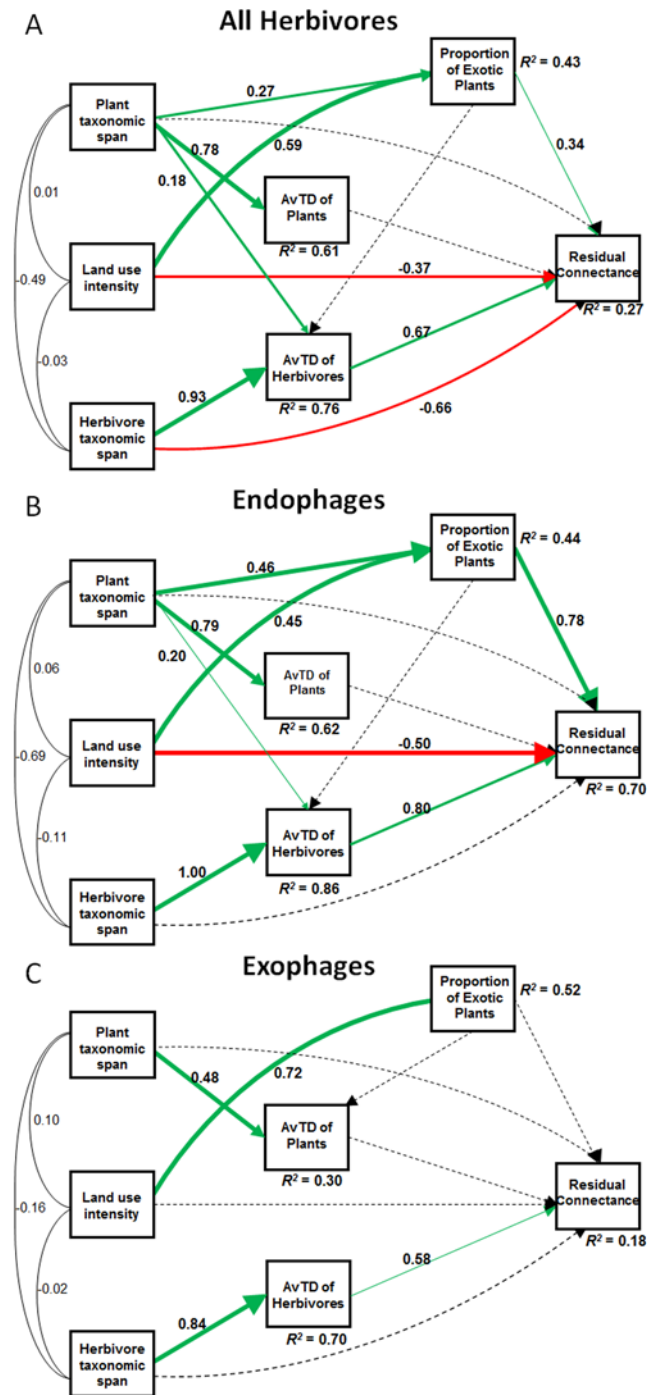 A
All Herbivores
Proportion
of Exotic
Plants
R² = 0.43
Plant
taxonomic
span
0.27
0.59
0.78
0.18
0.34
0.01
AvTD of
Plants
R² = 0.61
-0.49
Land use
intensity
-0.37
Residual
Connectance
R² = 0.27
-0.03
AvTD of
Herbivores
R² = 0.76
0.67
0.93
Herbivore
taxonomic
span
-0.66
B
Endophages
Proportion
of Exotic
Plants
R² = 0.44
Plant
taxonomic
span
0.46
0.45
0.79
0.20
0.78
0.06
AvTD of
Plants
R² = 0.62
-0.69
Land use
intensity
-0.50
Residual
Connectance
R² = 0.70
-0.11
AvTD of
Herbivores
R² = 0.86
0.80
1.00
Herbivore
taxonomic
span
C
Exophages
Proportion
of Exotic
Plants
R² = 0.52
Plant
taxonomic
span
0.72
0.48
0.10
AvTD of
Plants
R² = 0.30
-0.16
Land use
intensity
Residual
Connectance
R² = 0.18
-0.02
AvTD of
Herbivores
R² = 0.70
0.58
0.84
Herbivore
taxonomic
span